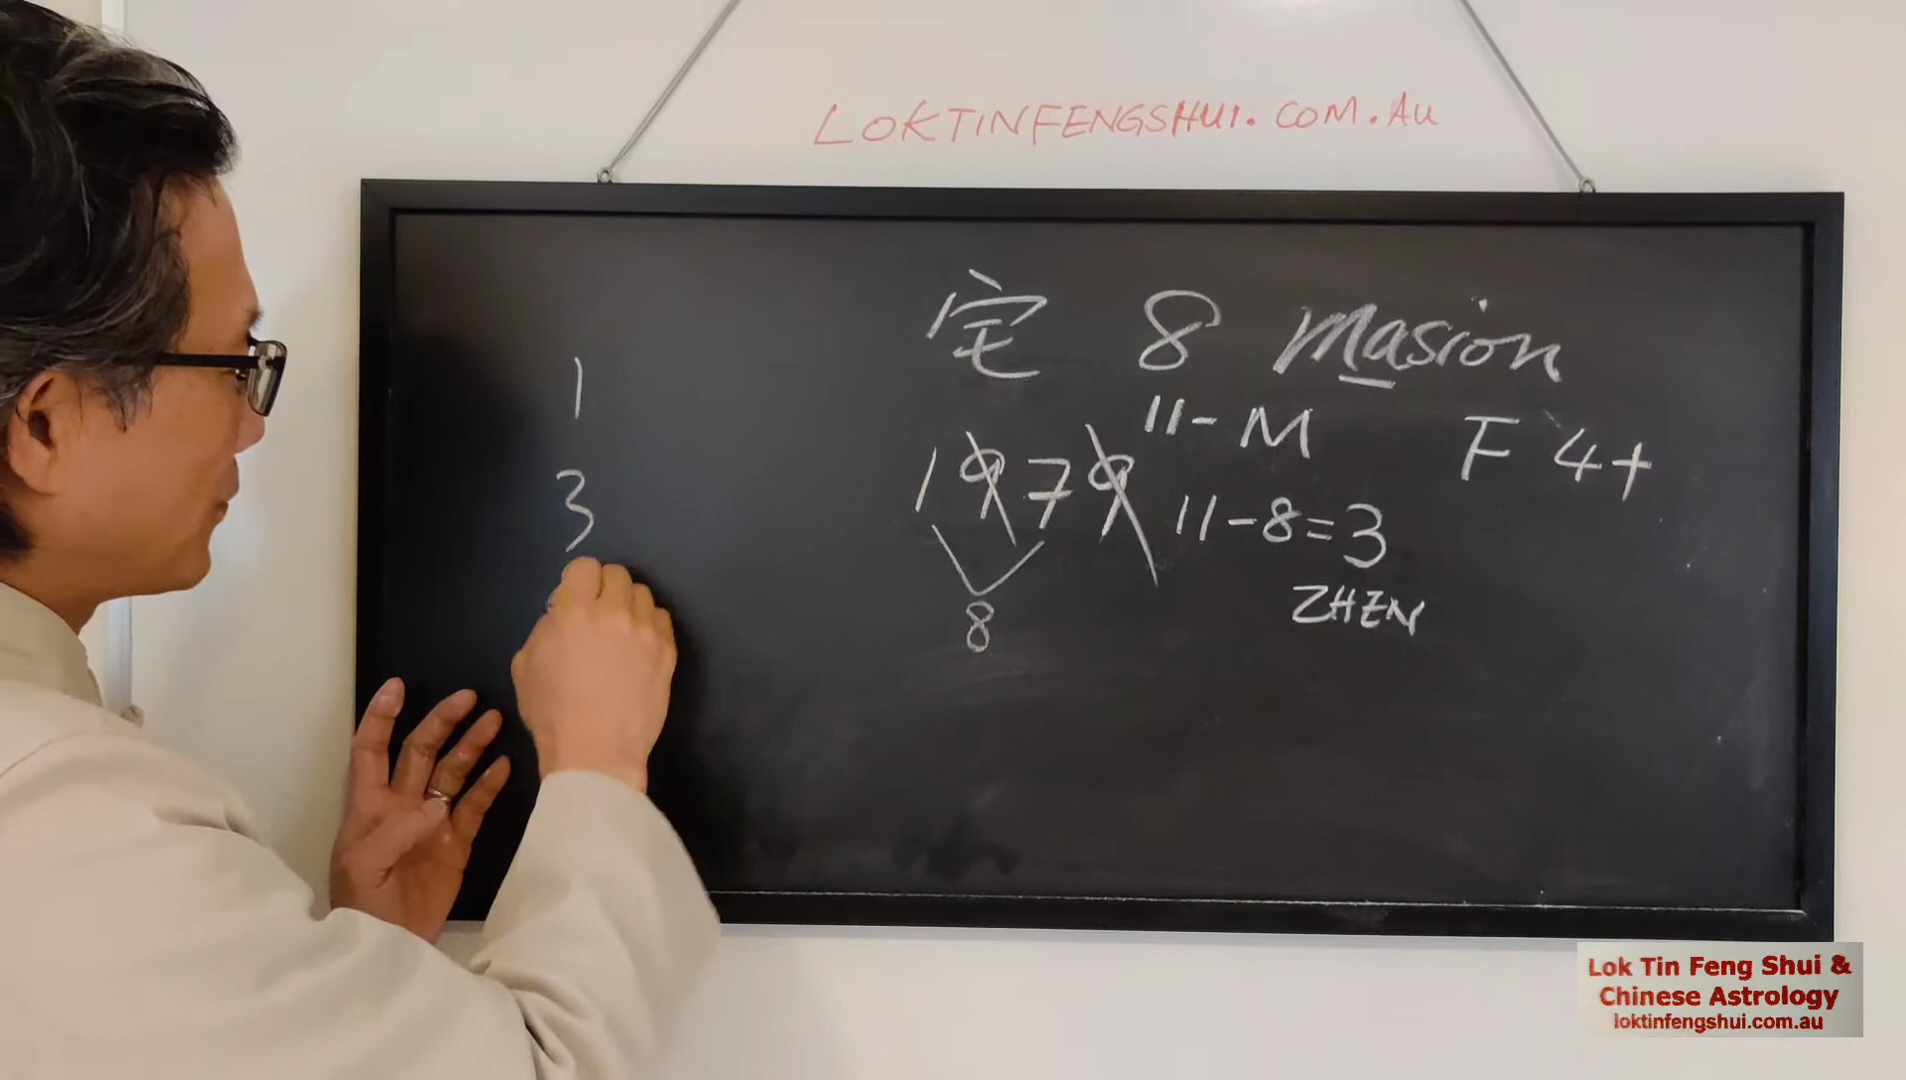 LOKTINFENGSHUI.COM.AU
宅 8 Masion
11-M F 4+
1979 11-8=3
8
ZHEN
1
3
Lok Tin Feng Shui &
Chinese Astrology
loktinfengshui.com.au